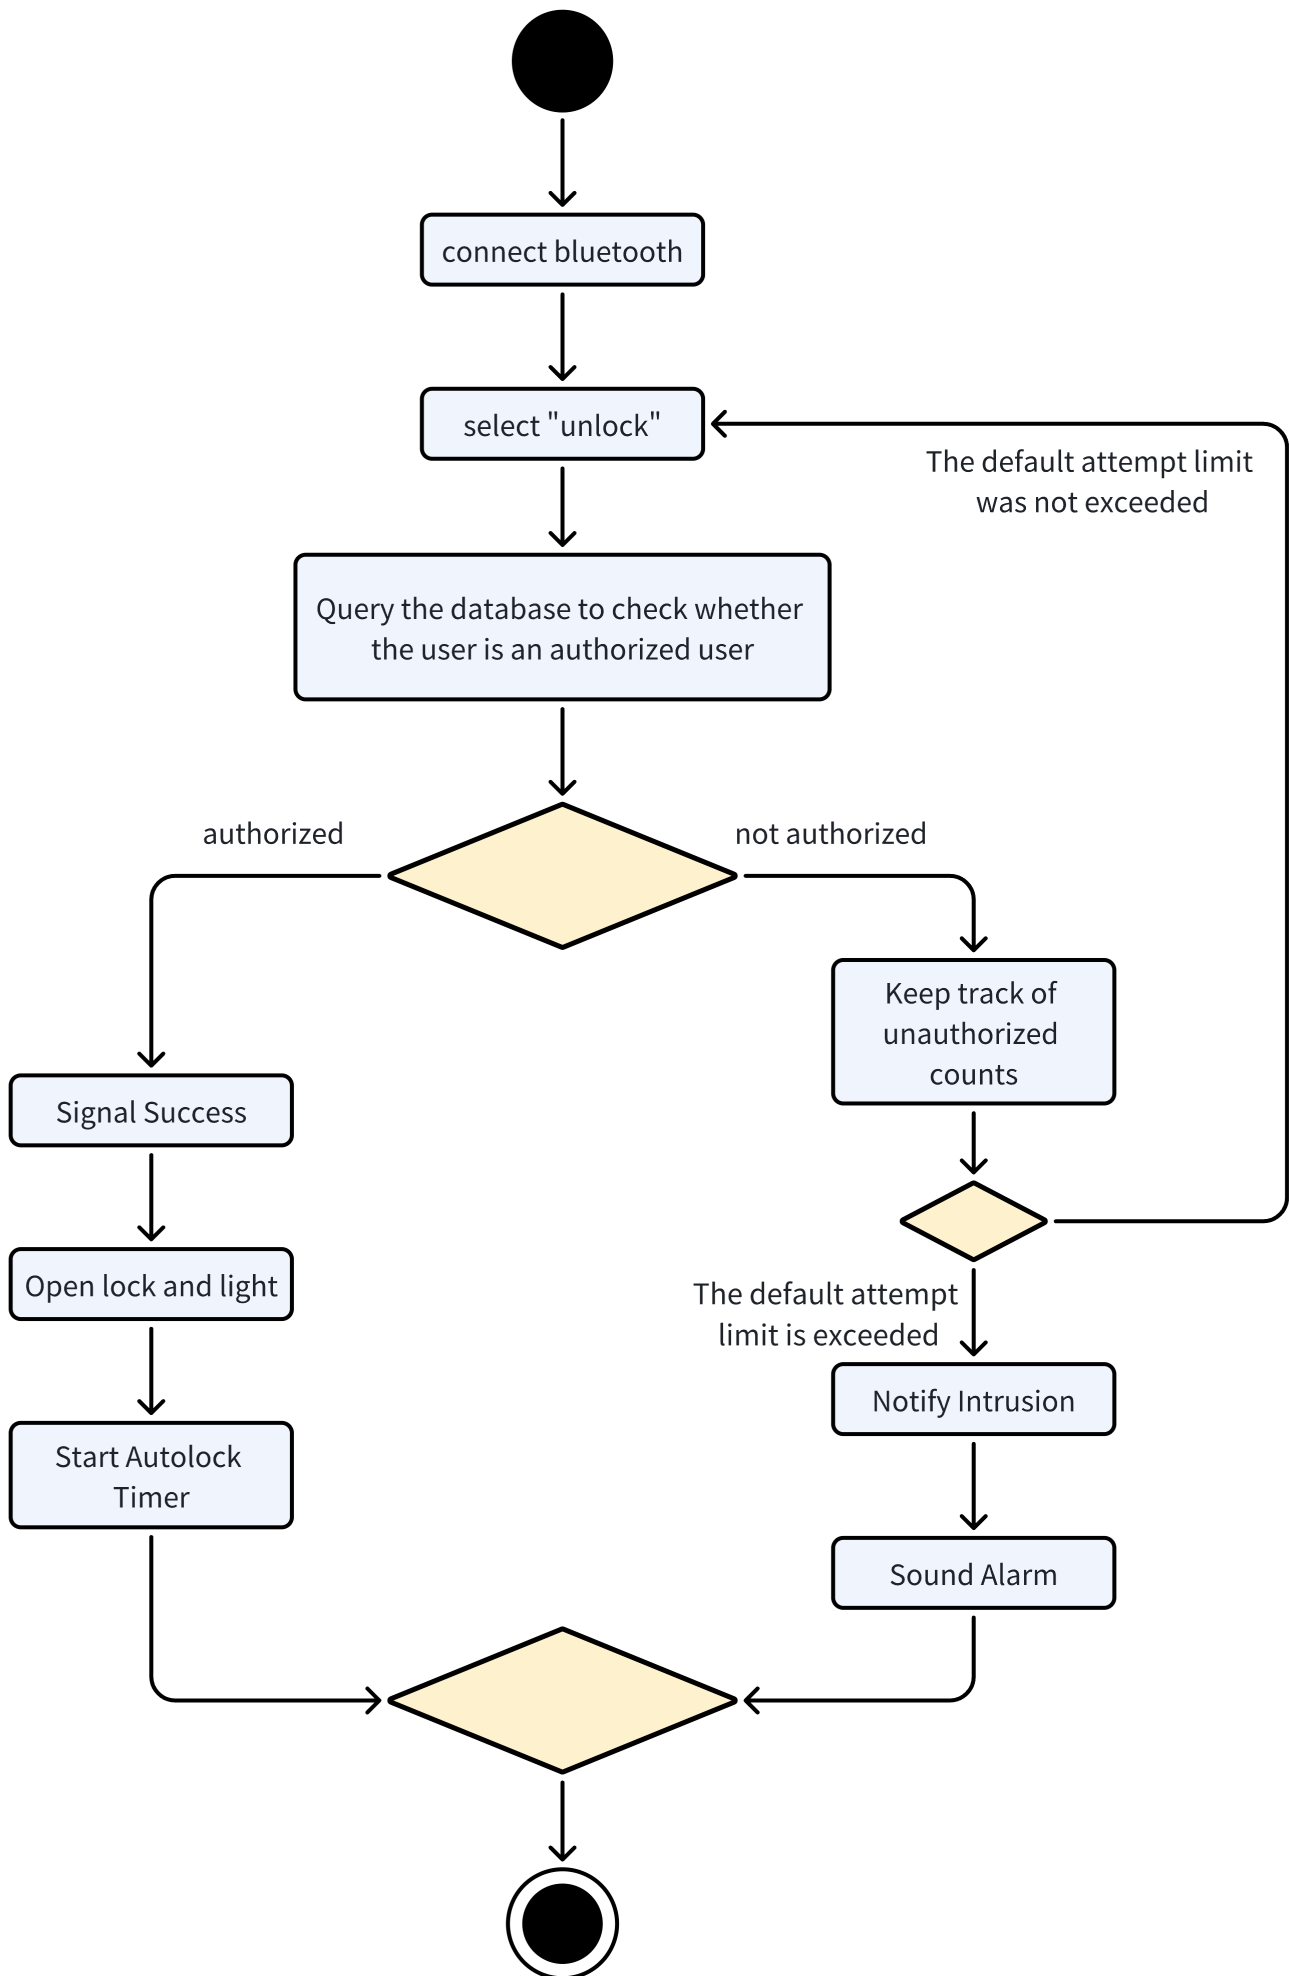 connect bluetooth
select "unlock"
The default attempt limit
was not exceeded
Query the database to check whether
the user is an authorized user
authorized
not authorized
Keep track of
unauthorized
counts
Signal Success
Open lock and light
The default attempt
limit is exceeded
Notify Intrusion
Start Autolock
Timer
Sound Alarm